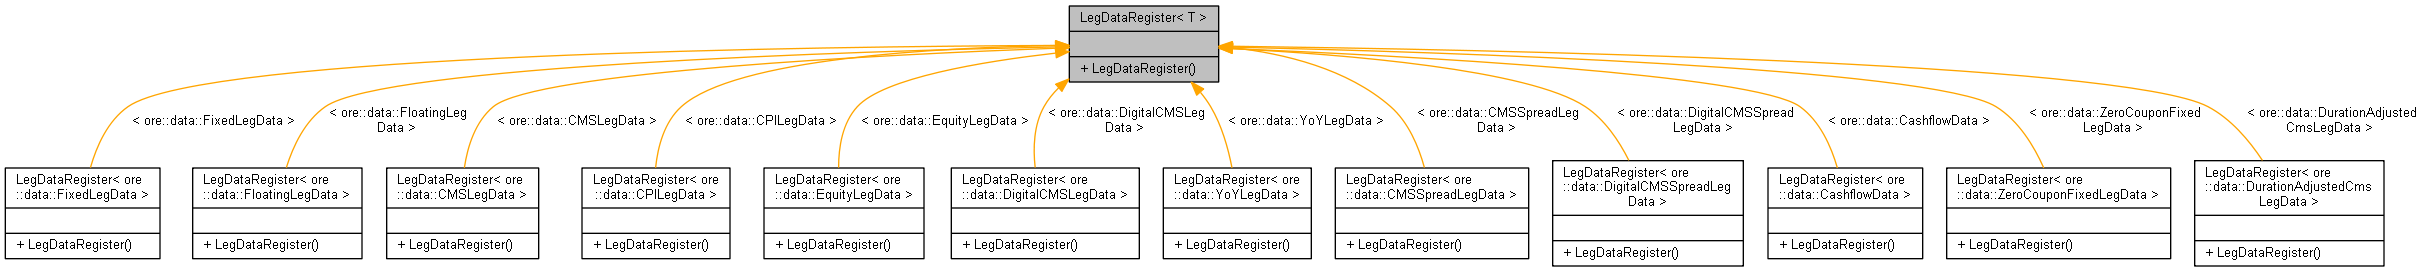 LegDataRegister< T >
+ LegDataRegister()
< ore::data::FixedLegData >
< ore::data::FloatingLeg
Data >
< ore::data::CMSLegData >
< ore::data::CPILegData >
< ore::data::EquityLegData >
< ore::data::DigitalCMSLeg
Data >
< ore::data::YoYLegData >
< ore::data::CMSSpreadLeg
Data >
< ore::data::DigitalCMSSpread
LegData >
< ore::data::CashflowData >
< ore::data::ZeroCouponFixed
LegData >
< ore::data::DurationAdjusted
CmsLegData >
LegDataRegister< ore
::data::FixedLegData >
+ LegDataRegister()
LegDataRegister< ore
::data::FloatingLegData >
+ LegDataRegister()
LegDataRegister< ore
::data::CMSLegData >
+ LegDataRegister()
LegDataRegister< ore
::data::CPILegData >
+ LegDataRegister()
LegDataRegister< ore
::data::EquityLegData >
+ LegDataRegister()
LegDataRegister< ore
::data::DigitalCMSLegData >
+ LegDataRegister()
LegDataRegister< ore
::data::YoYLegData >
+ LegDataRegister()
LegDataRegister< ore
::data::CMSSpreadLegData >
+ LegDataRegister()
LegDataRegister< ore
::data::DigitalCMSSpreadLeg
Data >
+ LegDataRegister()
LegDataRegister< ore
::data::CashflowData >
+ LegDataRegister()
LegDataRegister< ore
::data::ZeroCouponFixedLegData >
+ LegDataRegister()
LegDataRegister< ore
::data::DurationAdjustedCms
LegData >
+ LegDataRegister()